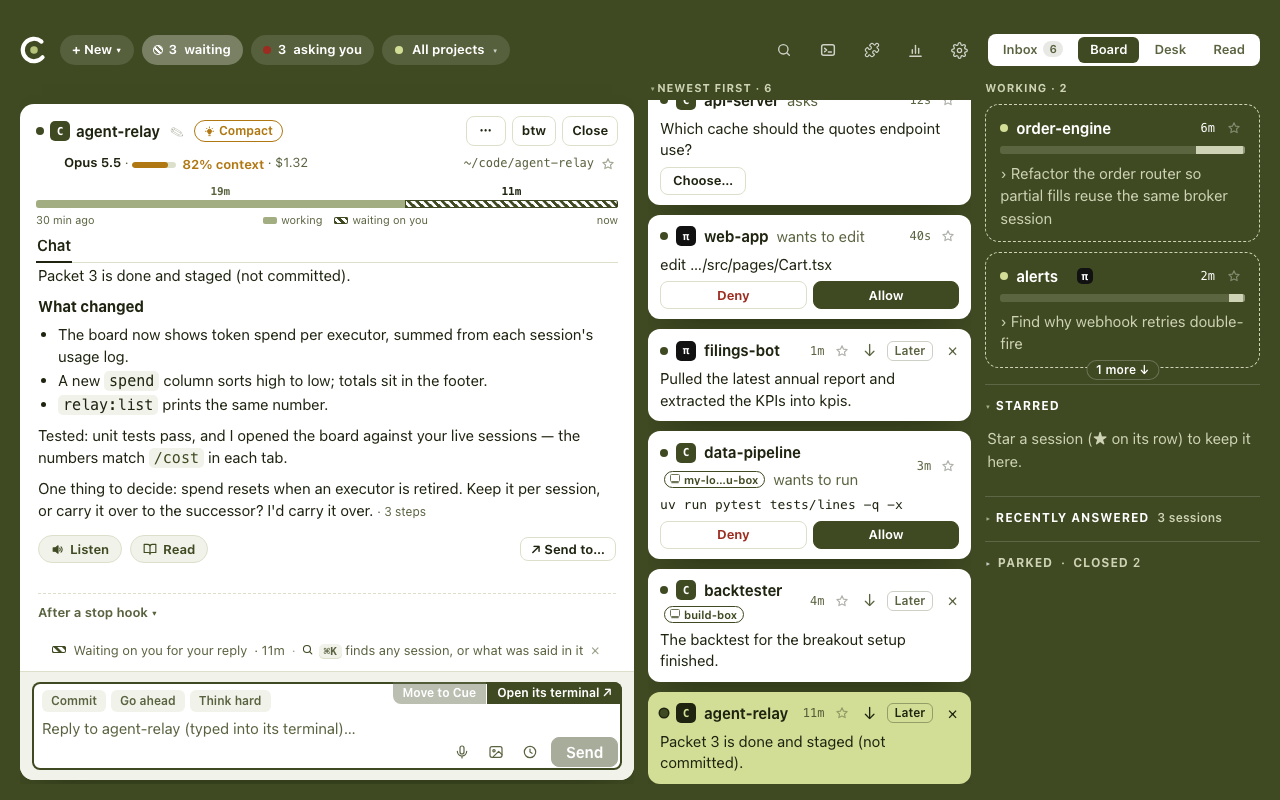 + New ▾
3 waiting
3 asking you
All projects ▾
Inbox 6
Board
Desk
Read
C agent-relay
Compact
···
btw
Close
Opus 5.5 · 82% context · $1.32
~/code/agent-relay
19m
11m
30 min ago
working
waiting on you
now
Chat
Packet 3 is done and staged (not committed).
What changed
• The board now shows token spend per executor, summed from each session's
usage log.
• A new spend column sorts high to low; totals sit in the footer.
• relay:list prints the same number.
Tested: unit tests pass, and I opened the board against your live sessions — the
numbers match /cost in each tab.
One thing to decide: spend resets when an executor is retired. Keep it per session,
or carry it over to the successor? I'd carry it over. · 3 steps
Listen
Read
↗ Send to...
After a stop hook ▾
Waiting on you for your reply · 11m · ⌘K finds any session, or what was said in it ×
Commit
Go ahead
Think hard
Move to Cue
Open its terminal ↗
Reply to agent-relay (typed into its terminal)...
Send
▾ NEWEST FIRST · 6
C api-server asks 12s
Which cache should the quotes endpoint
use?
Choose...
π web-app wants to edit 40s
edit .../src/pages/Cart.tsx
Deny
Allow
π filings-bot 1m ↓ Later ×
Pulled the latest annual report and
extracted the KPIs into kpis.
C data-pipeline
my-lo...u-box wants to run 3m
uv run pytest tests/lines -q -x
Deny
Allow
C backtester
build-box
4m ↓ Later ×
The backtest for the breakout setup
finished.
C agent-relay 11m ↓ Later ×
Packet 3 is done and staged (not
committed).
WORKING · 2
order-engine 6m
› Refactor the order router so
partial fills reuse the same broker
session
alerts π 2m
› Find why webhook retries double-
fire
1 more ↓
▾ STARRED
Star a session (★ on its row) to keep it
here.
▸ RECENTLY ANSWERED 3 sessions
▸ PARKED · CLOSED 2